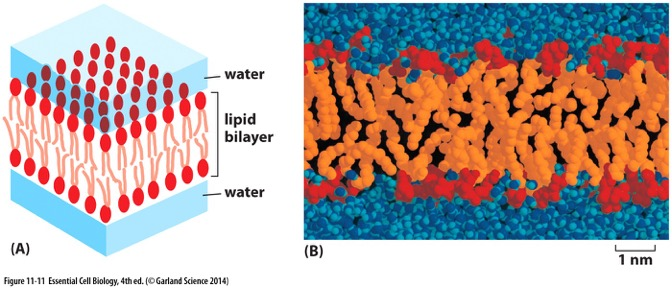 water
lipid
bilayer
water
(A)
(B)
1 nm
Figure 11-11 Essential Cell Biology, 4th ed. (© Garland Science 2014)